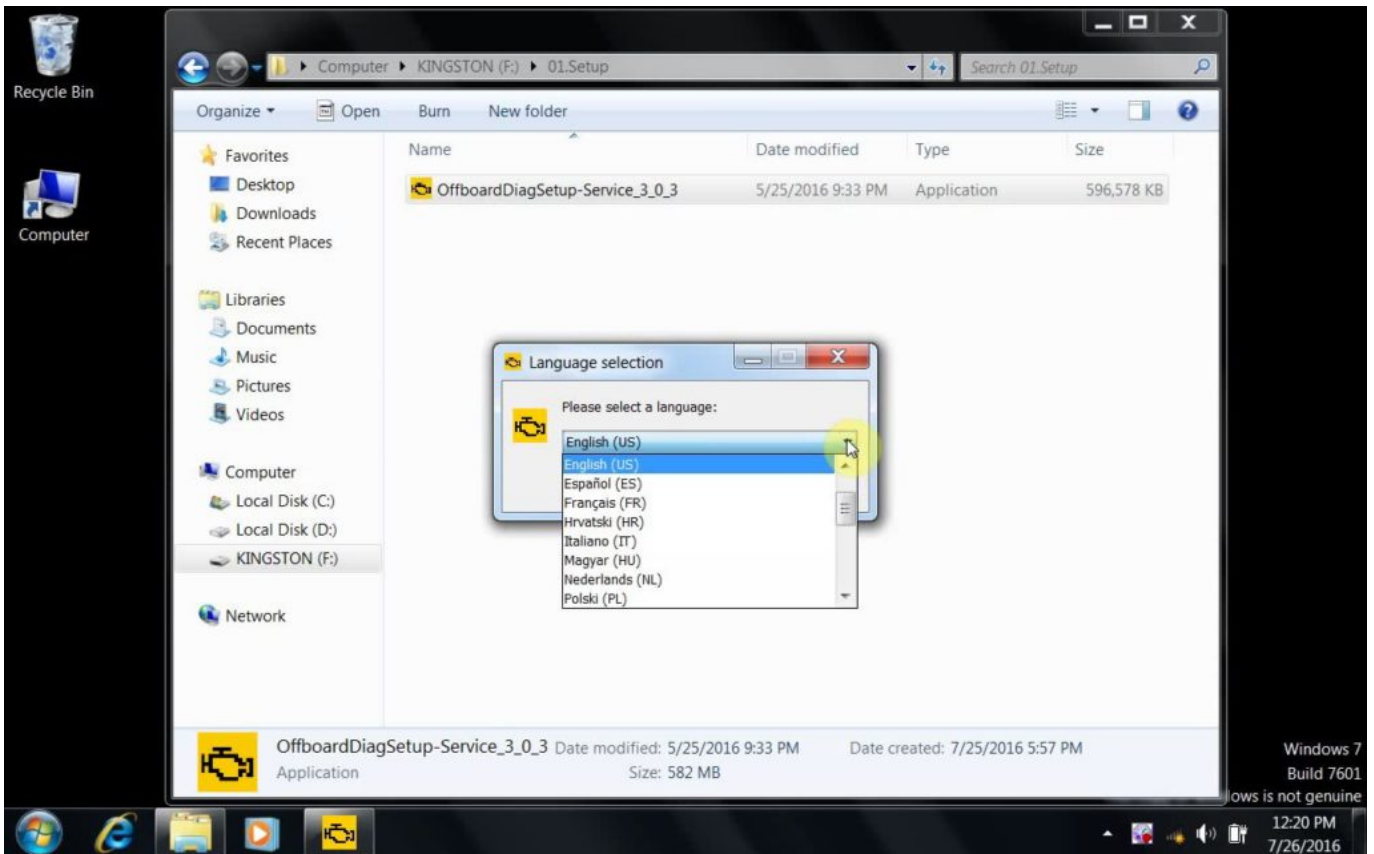 Recycle Bin
Computer
Computer ▸ KINGSTON (F:) ▸ 01.Setup
Search 01.Setup
Organize Open Burn New folder
Name Date modified Type Size
OffboardDiagSetup-Service_3_0_3 5/25/2016 9:33 PM Application 596,578 KB
Favorites
Desktop
Downloads
Recent Places
Libraries
Documents
Music
Pictures
Videos
Computer
Local Disk (C:)
Local Disk (D:)
KINGSTON (F:)
Network
Language selection
Please select a language:
English (US)
English (US)
Español (ES)
Français (FR)
Hrvatski (HR)
Italiano (IT)
Magyar (HU)
Nederlands (NL)
Polski (PL)
OffboardDiagSetup-Service_3_0_3 Date modified: 5/25/2016 9:33 PM Date created: 7/25/2016 5:57 PM
Application Size: 582 MB
Windows 7
Build 7601
is not genuine
12:20 PM
7/26/2016